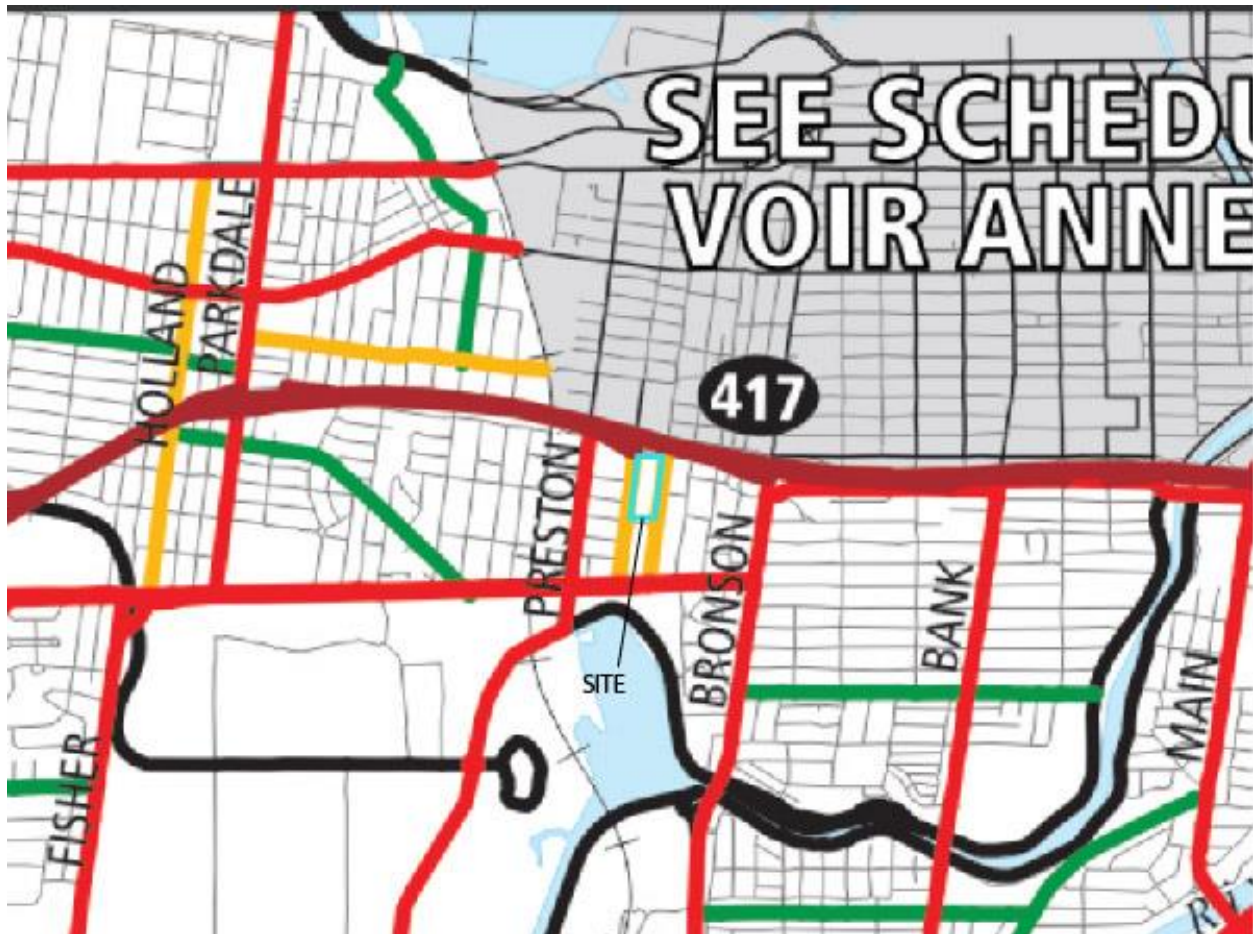 SEE SCHEDU
VOIR ANNE
HOLLAND
PARKDALE
417
PRESTON
BRONSON
BANK
SITE
MAIN
FISHER